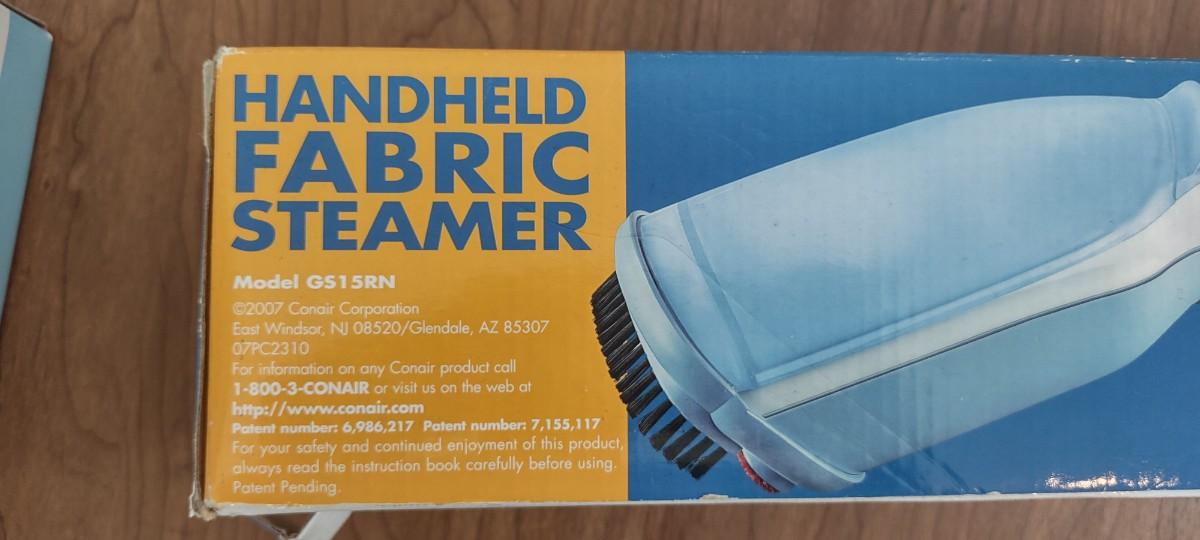 HANDHELD
FABRIC
STEAMER
Model GS15RN
©2007 Conair Corporation
East Windsor, NJ 08520/Glendale, AZ 85307
07PC2310
For information on any Conair product call
1-800-3-CONAIR or visit us on the web at
http://www.conair.com
Patent number: 6,986,217 Patent number: 7,155,117
For your safety and continued enjoyment of this product,
always read the instruction book carefully before using.
Patent Pending.